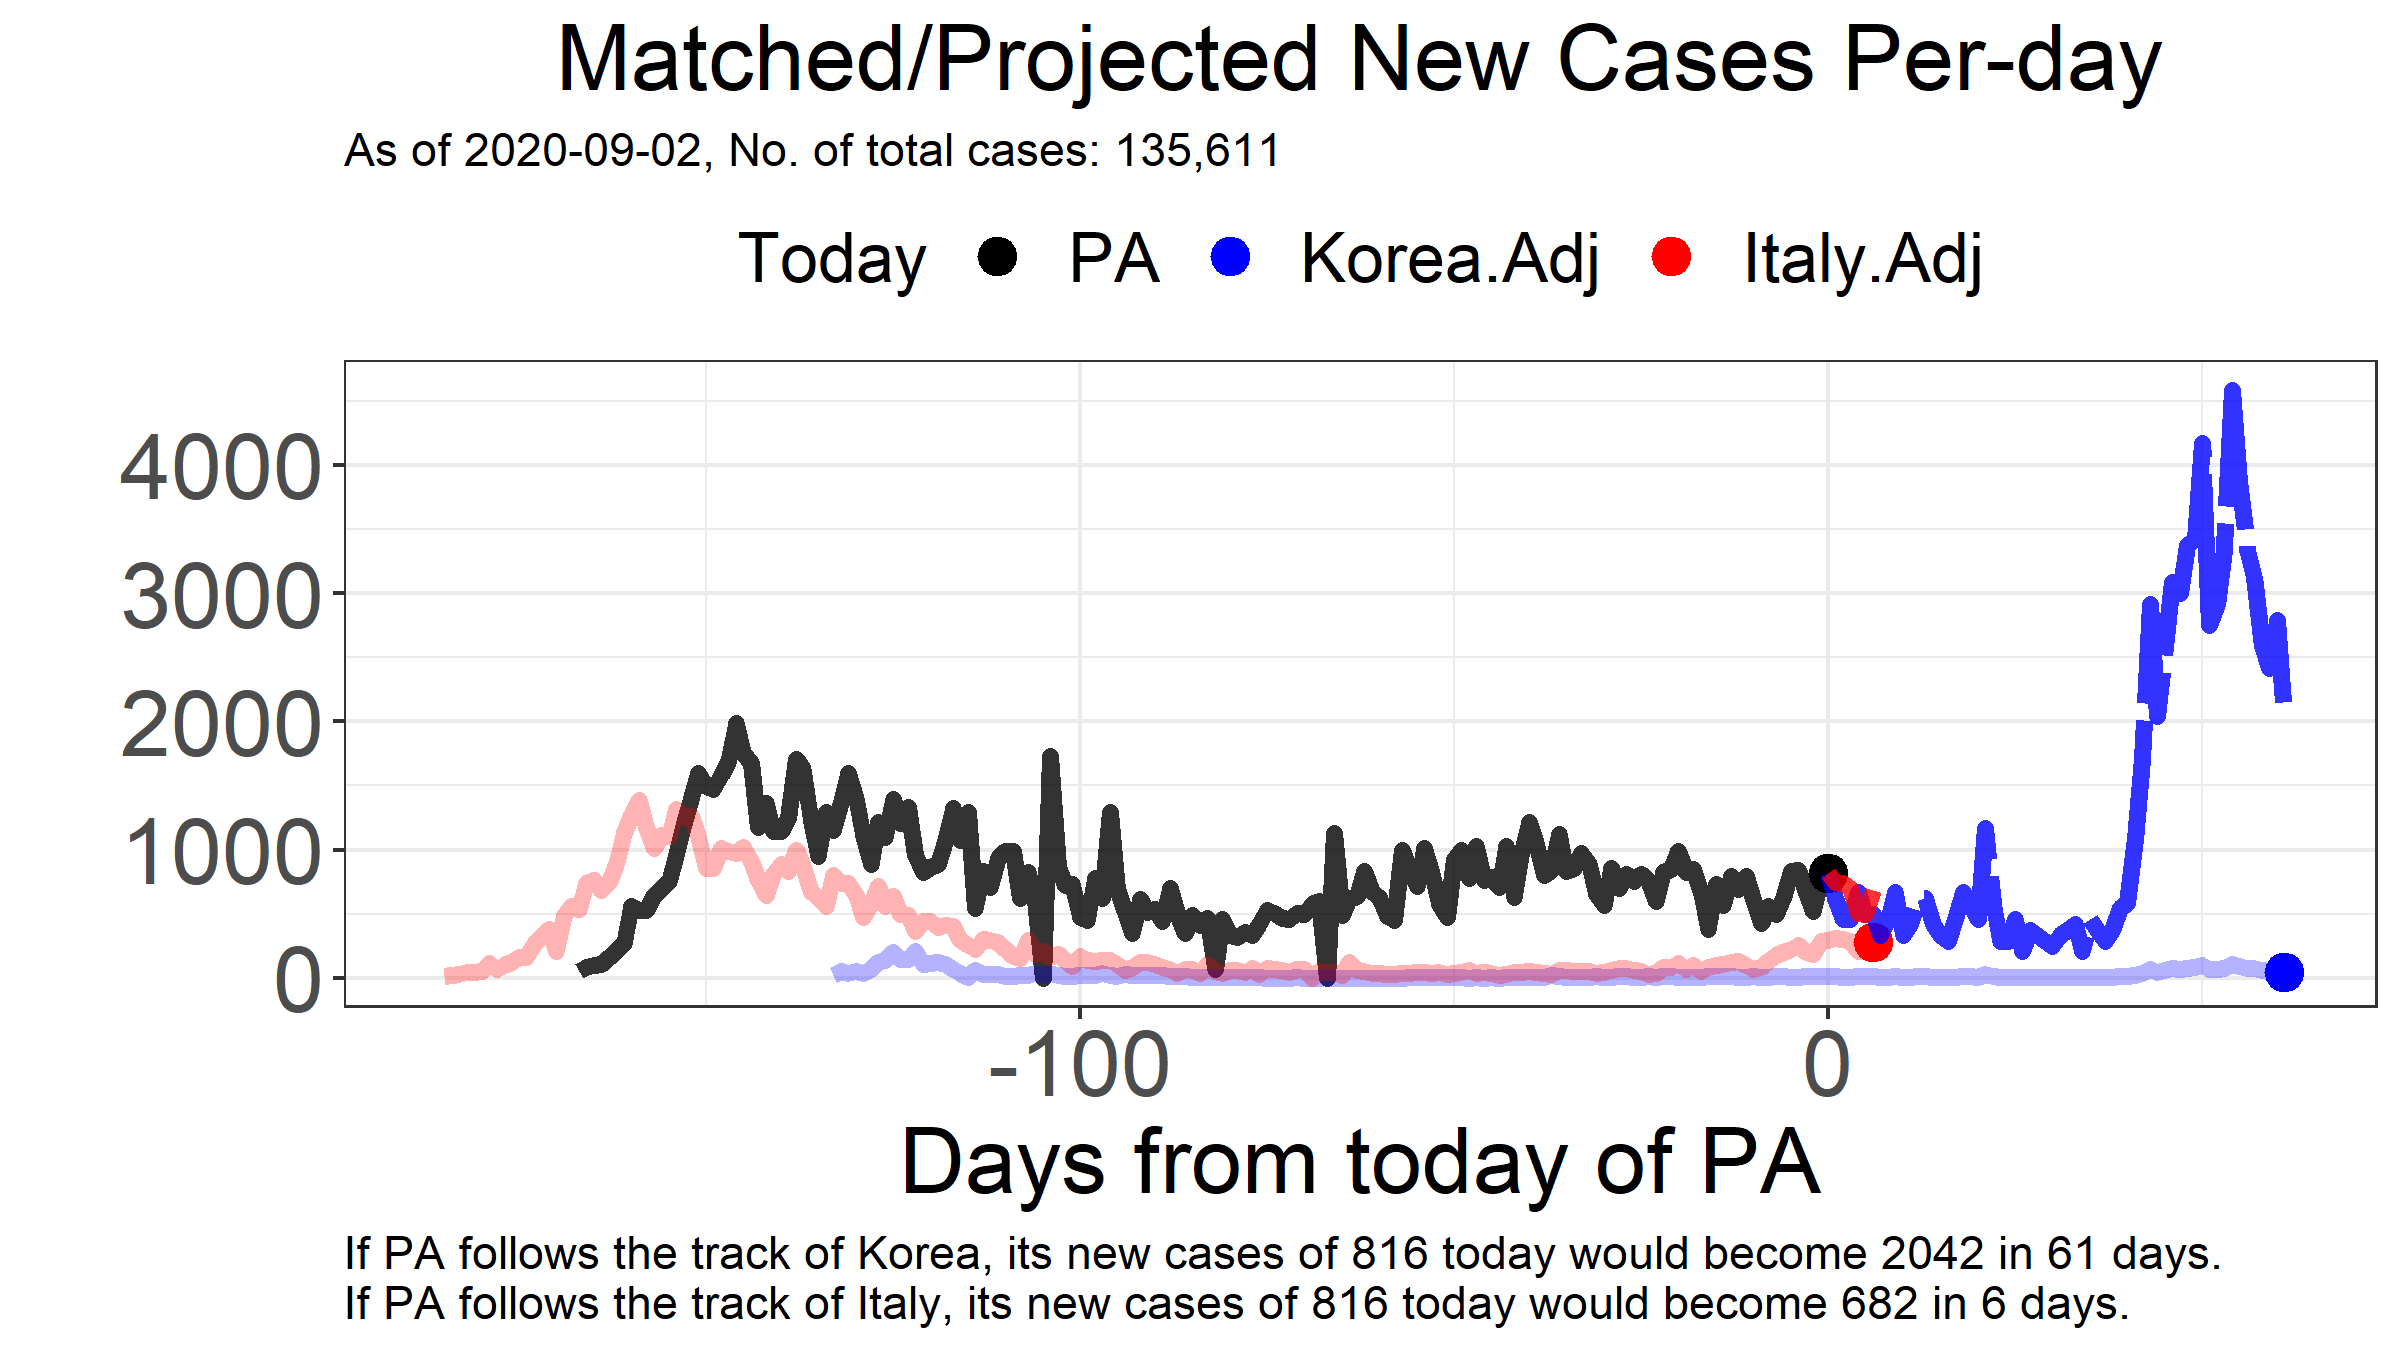 Matched/Projected New Cases Per-day
As of 2020-09-02, No. of total cases: 135,611
Today PA Korea.Adj Italy.Adj
4000
3000
2000
1000
0
-100 0
Days from today of PA
If PA follows the track of Korea, its new cases of 816 today would become 2042 in 61 days.
If PA follows the track of Italy, its new cases of 816 today would become 682 in 6 days.